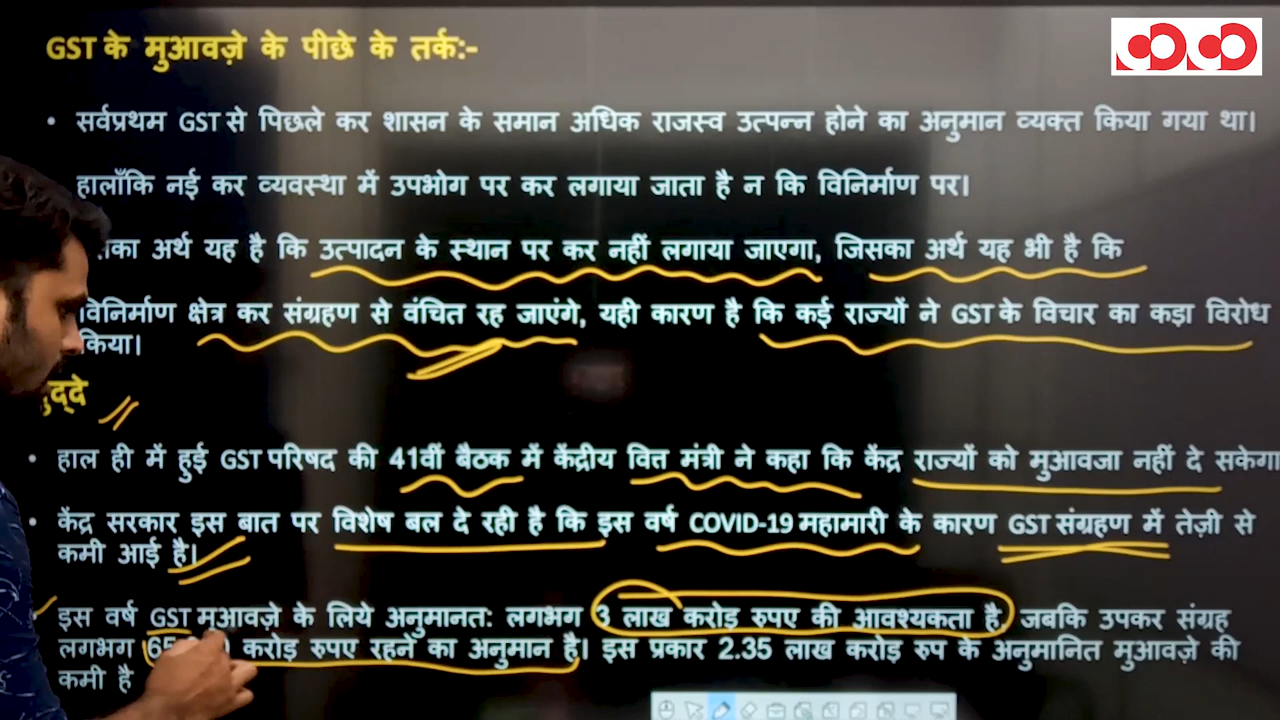 GST के मुआवज़े के पीछे के तर्क:-
• सर्वप्रथम GST से पिछले कर शासन के समान अधिक राजस्व उत्पन्न होने का अनुमान व्यक्त किया गया था।
हालाँकि नई कर व्यवस्था में उपभोग पर कर लगाया जाता है न कि विनिर्माण पर।
अर्थ यह है कि उत्पादन के स्थान पर कर नहीं लगाया जाएगा, जिसका अर्थ यह भी है कि
विनिर्माण क्षेत्र कर संग्रहण से वंचित रह जाएंगे, यही कारण है कि कई राज्यों ने GST के विचार का कड़ा विरोध
किया।
• हाल ही में हुई GST परिषद की 41वीं बैठक में केंद्रीय वित्त मंत्री ने कहा कि केंद्र राज्यों को मुआवजा नहीं दे सकेगा
• केंद्र सरकार इस बात पर विशेष बल दे रही है कि इस वर्ष COVID-19 महामारी के कारण GST संग्रहण में तेज़ी से
कमी आई है।
इस वर्ष GST मुआवज़े के लिये अनुमानत: लगभग 3 लाख करोड़ रुपए की आवश्यकता है, जबकि उपकर संग्रह
लगभग करोड़ रुपए रहने का अनुमान है। इस प्रकार 2.35 लाख करोड़ रुप के अनुमानित मुआवज़े की
कमी है